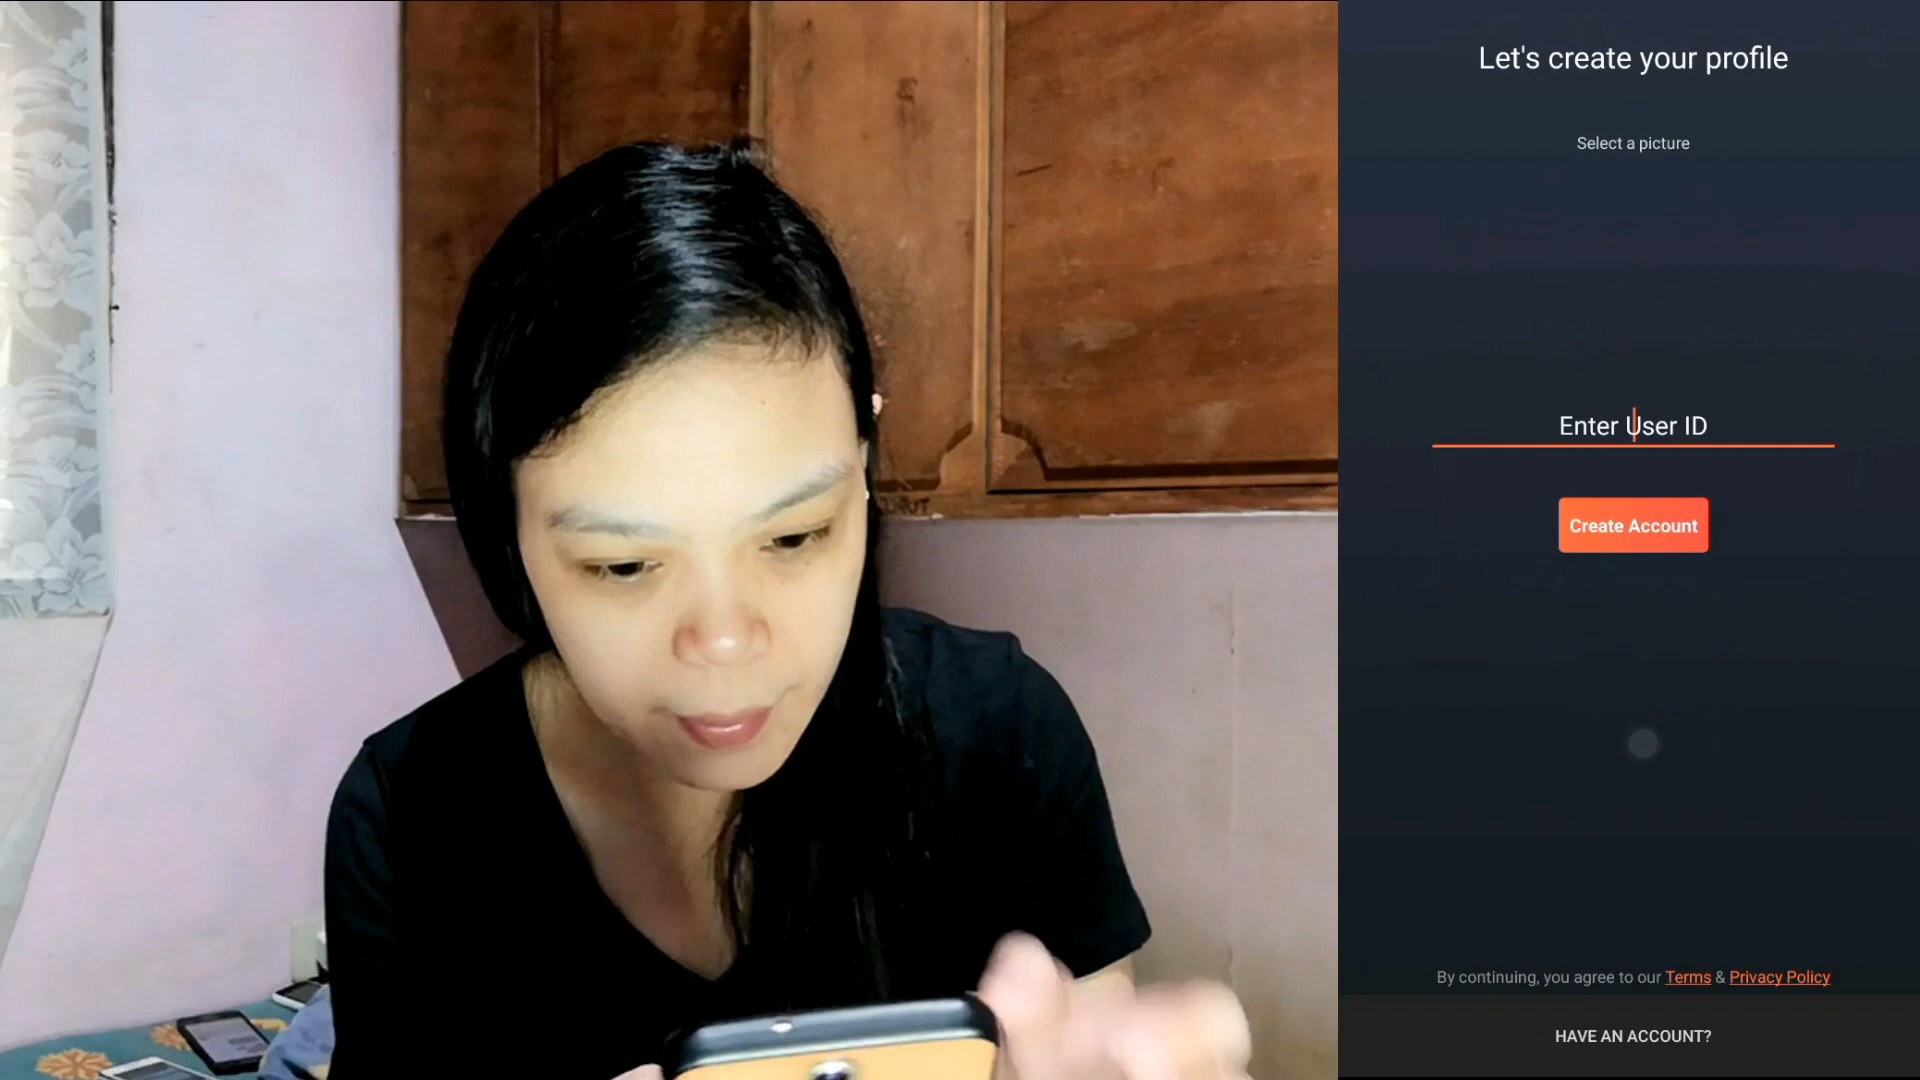 Let's create your profile
Select a picture
Enter User ID
Create Account
By continuing, you agree to our Terms & Privacy Policy
HAVE AN ACCOUNT?